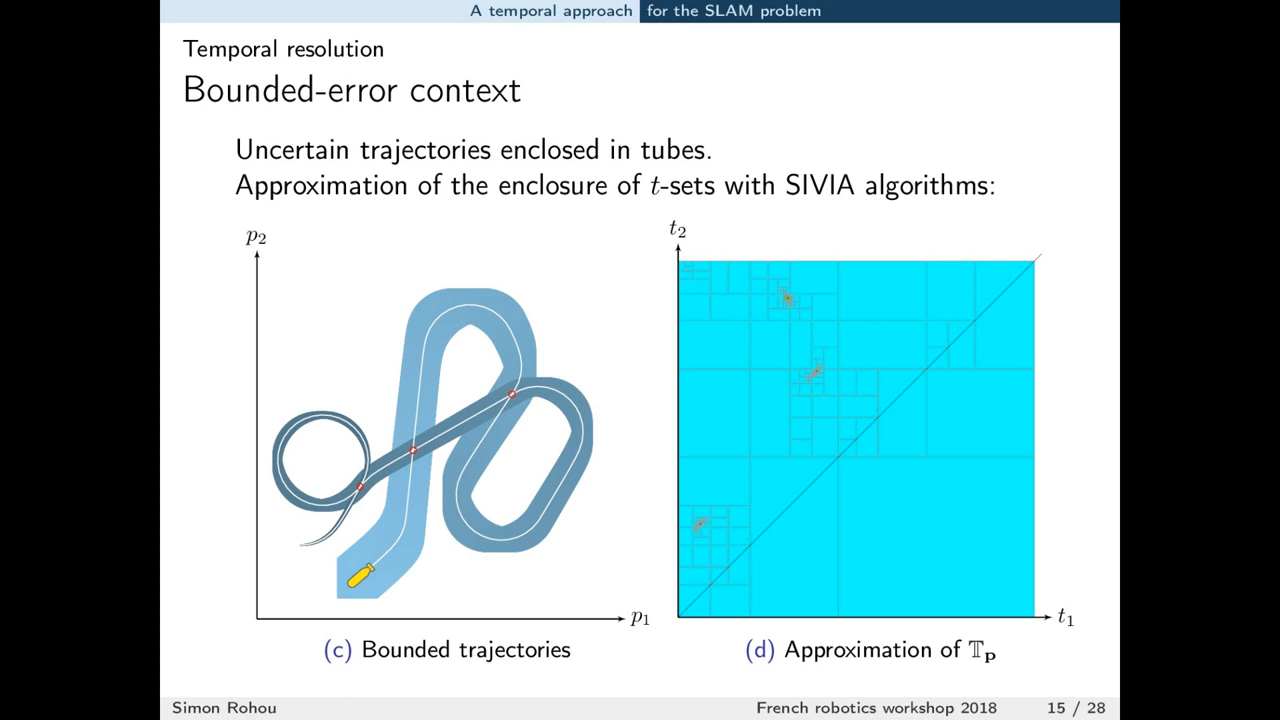 A temporal approach for the SLAM problem
Temporal resolution
Bounded-error context
Uncertain trajectories enclosed in tubes.
Approximation of the enclosure of t-sets with SIVIA algorithms:
p₂
p₁
(c) Bounded trajectories
t₂
t₁
(d) Approximation of 𝕋ₚ
Simon Rohou
French robotics workshop 2018
15 / 28